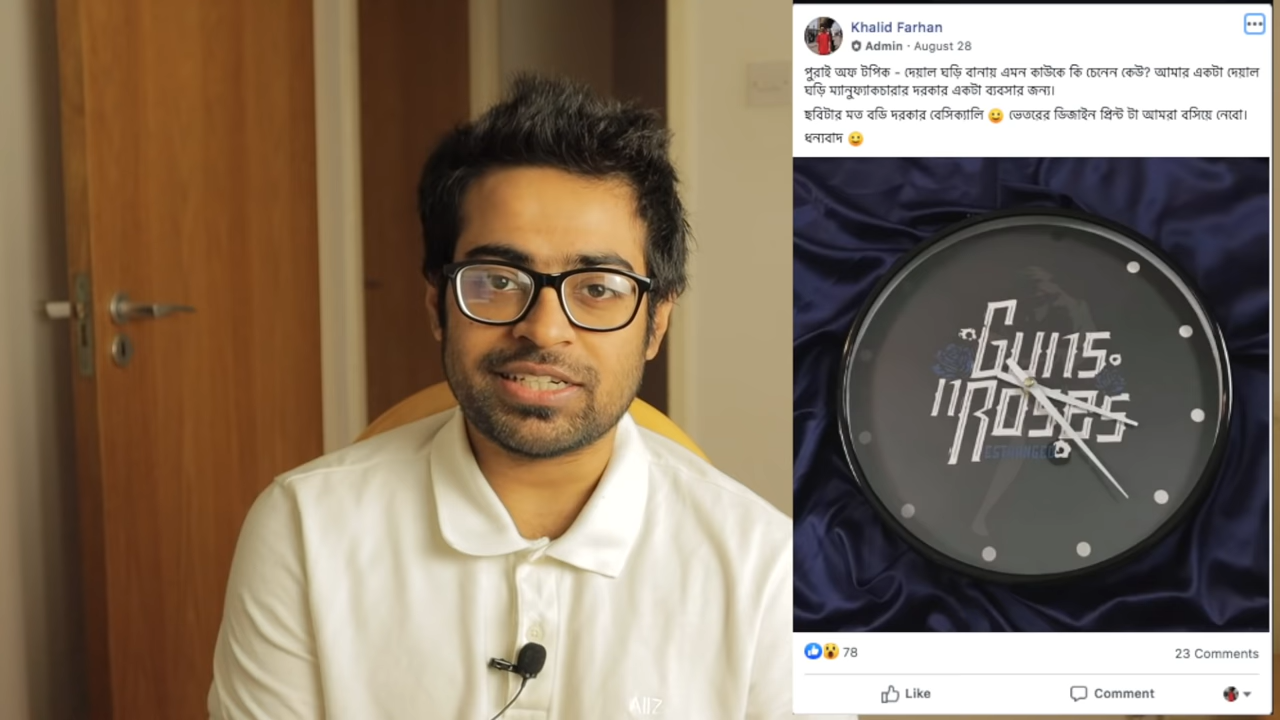 Khalid Farhan
Admin · August 28
পুরাই অফ টপিক - দেয়াল ঘড়ি বানায় এমন কাউকে কি চেনেন কেউ? আমার একটা দেয়াল
ঘড়ি ম্যানুফ্যাকচারার দরকার একটা ব্যবসার জন্য।
ছবিটার মত বডি দরকার বেসিক্যালি 😀 ভেতরের ডিজাইন প্রিন্ট টা আমরা বসিয়ে নেবো।
ধন্যবাদ 😀
Guns
n Roses
78
23 Comments
Like
Comment